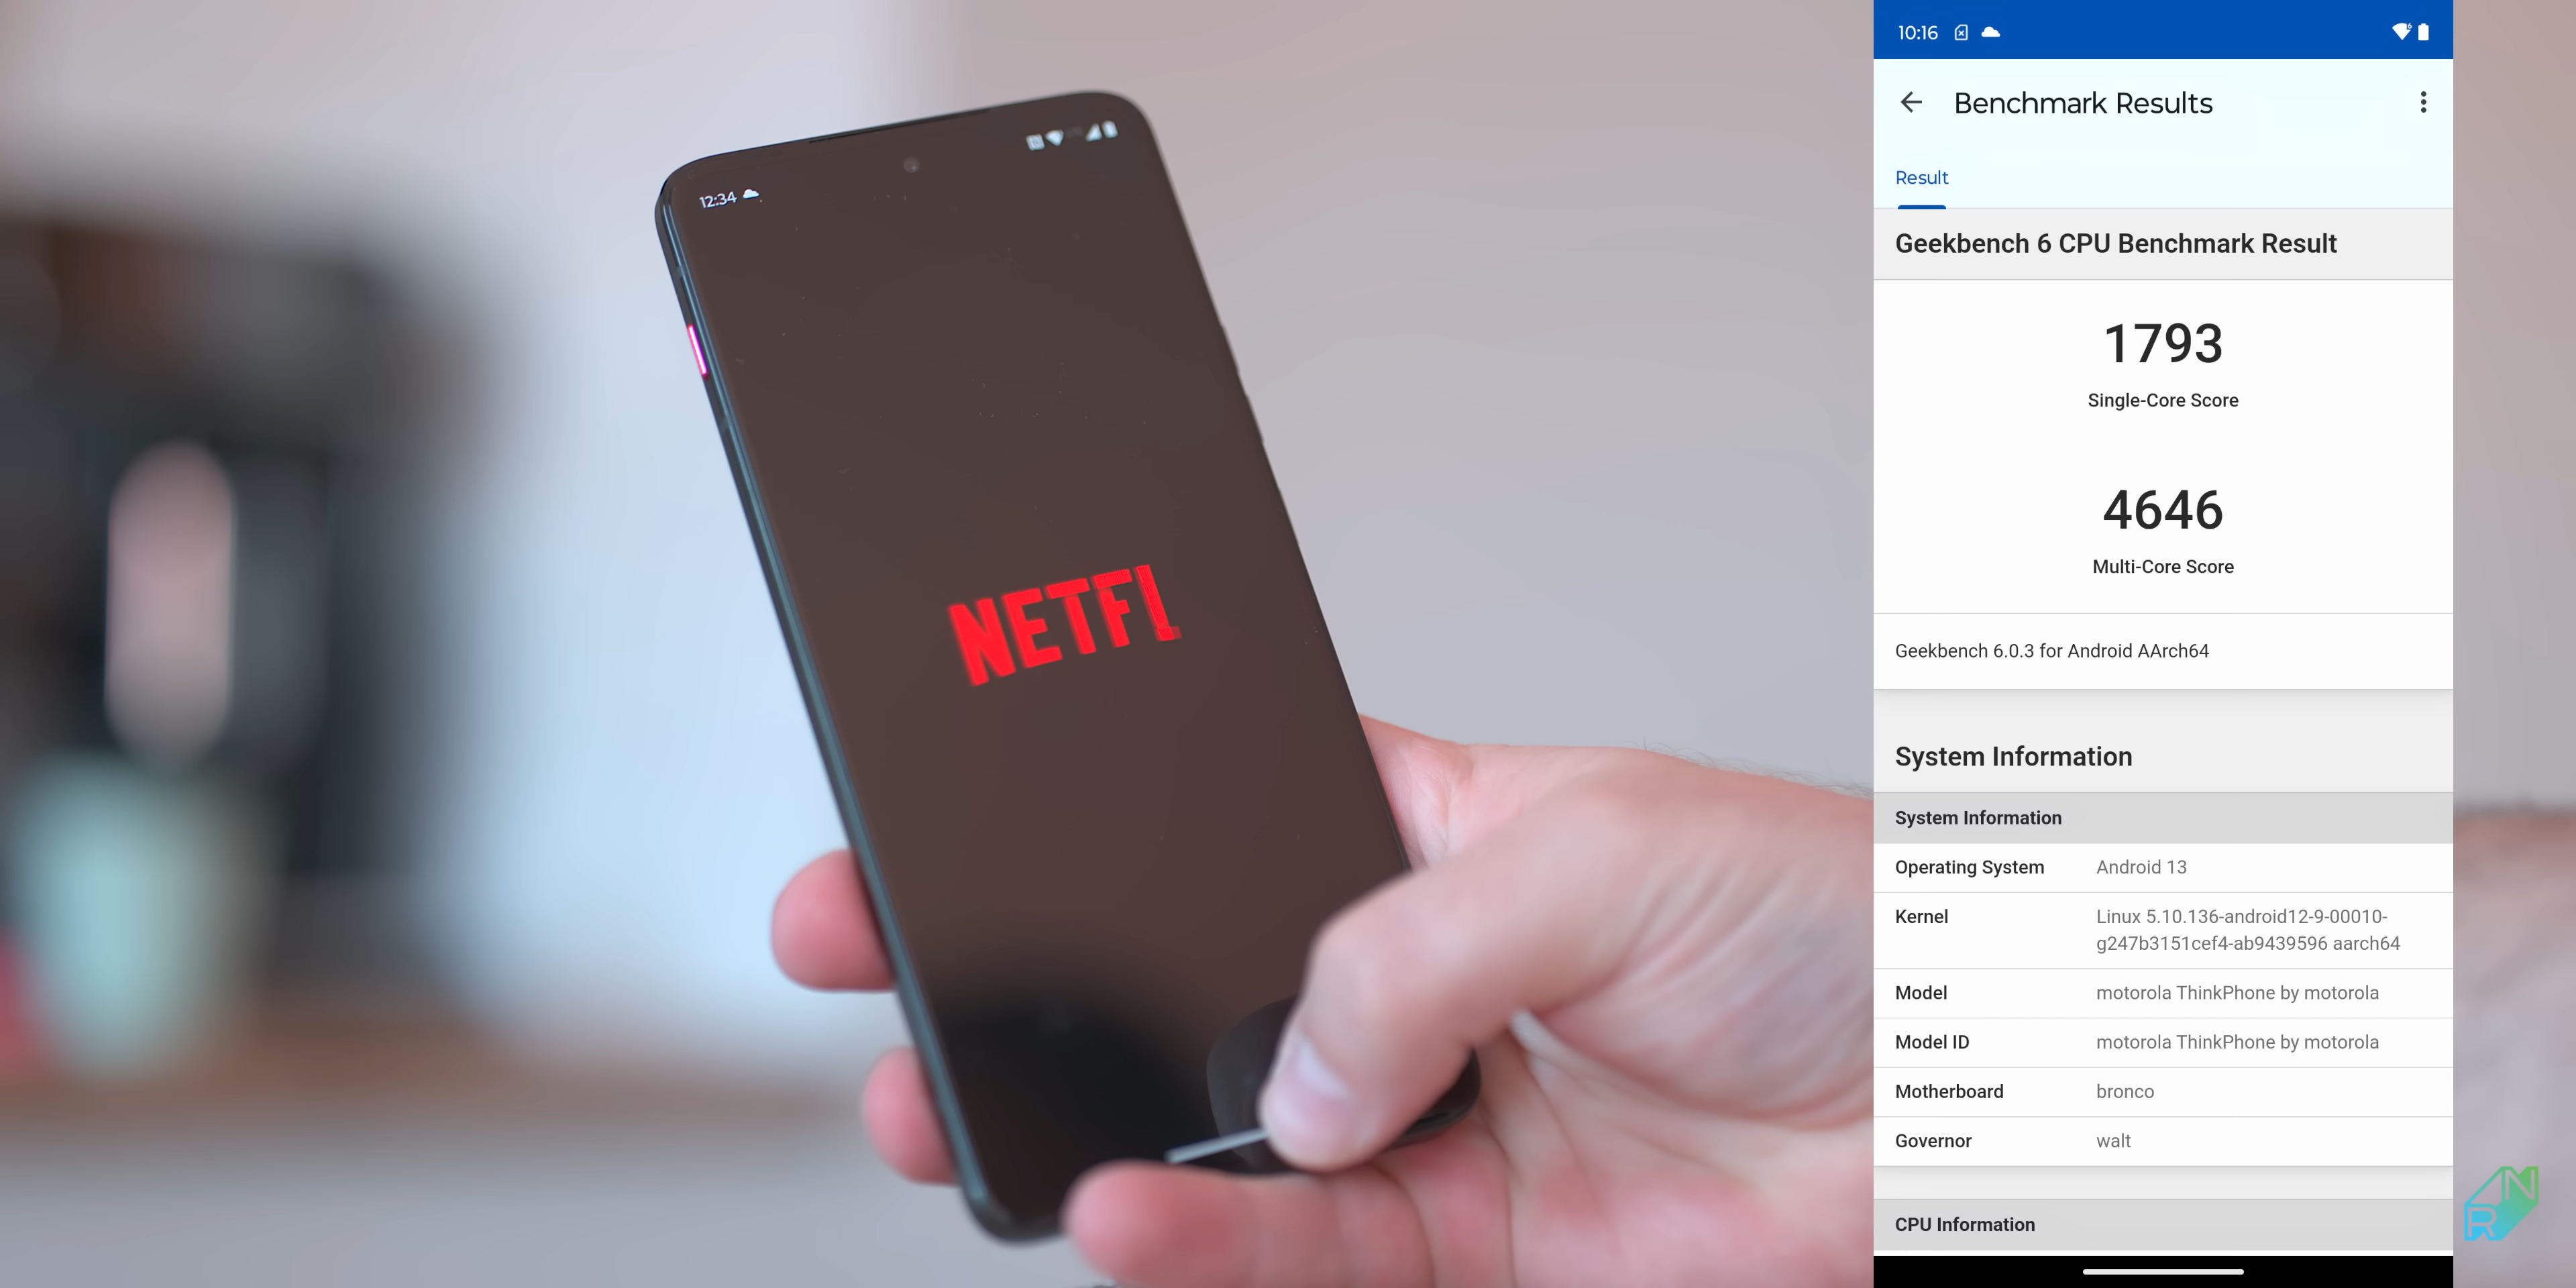 12:34
NETFL
10:16
Benchmark Results
Result
Geekbench 6 CPU Benchmark Result
1793
Single-Core Score
4646
Multi-Core Score
Geekbench 6.0.3 for Android AArch64
System Information
System Information
Operating System Android 13
Kernel Linux 5.10.136-android12-9-00010-
g247b3151cef4-ab9439596 aarch64
Model motorola ThinkPhone by motorola
Model ID motorola ThinkPhone by motorola
Motherboard bronco
Governor walt
CPU Information
RN